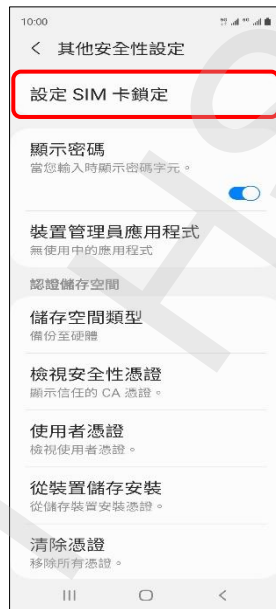 10:00
其他安全性設定
設定 SIM 卡鎖定
顯示密碼
當您輸入時顯示密碼字元。
裝置管理員應用程式
無使用中的應用程式
認證儲存空間
儲存空間類型
備份至硬體
檢視安全性憑證
顯示信任的 CA 憑證。
使用者憑證
檢視使用者憑證。
從裝置儲存安裝
從儲存裝置安裝憑證。
清除憑證
移除所有憑證。